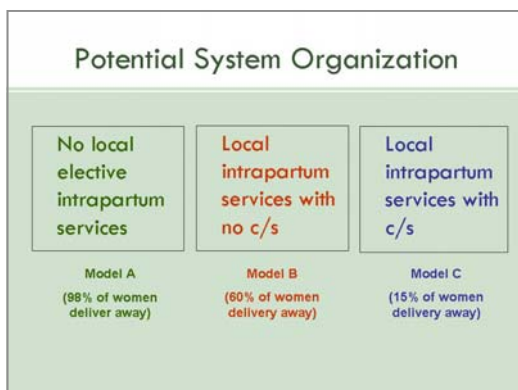 Potential System Organization
No local
elective
intrapartum
services
Local
intrapartum
services with
no c/s
Local
intrapartum
services with
c/s
Model A
(98% of women
deliver away)
Model B
(60% of women
delivery away)
Model C
(15% of women
delivery away)